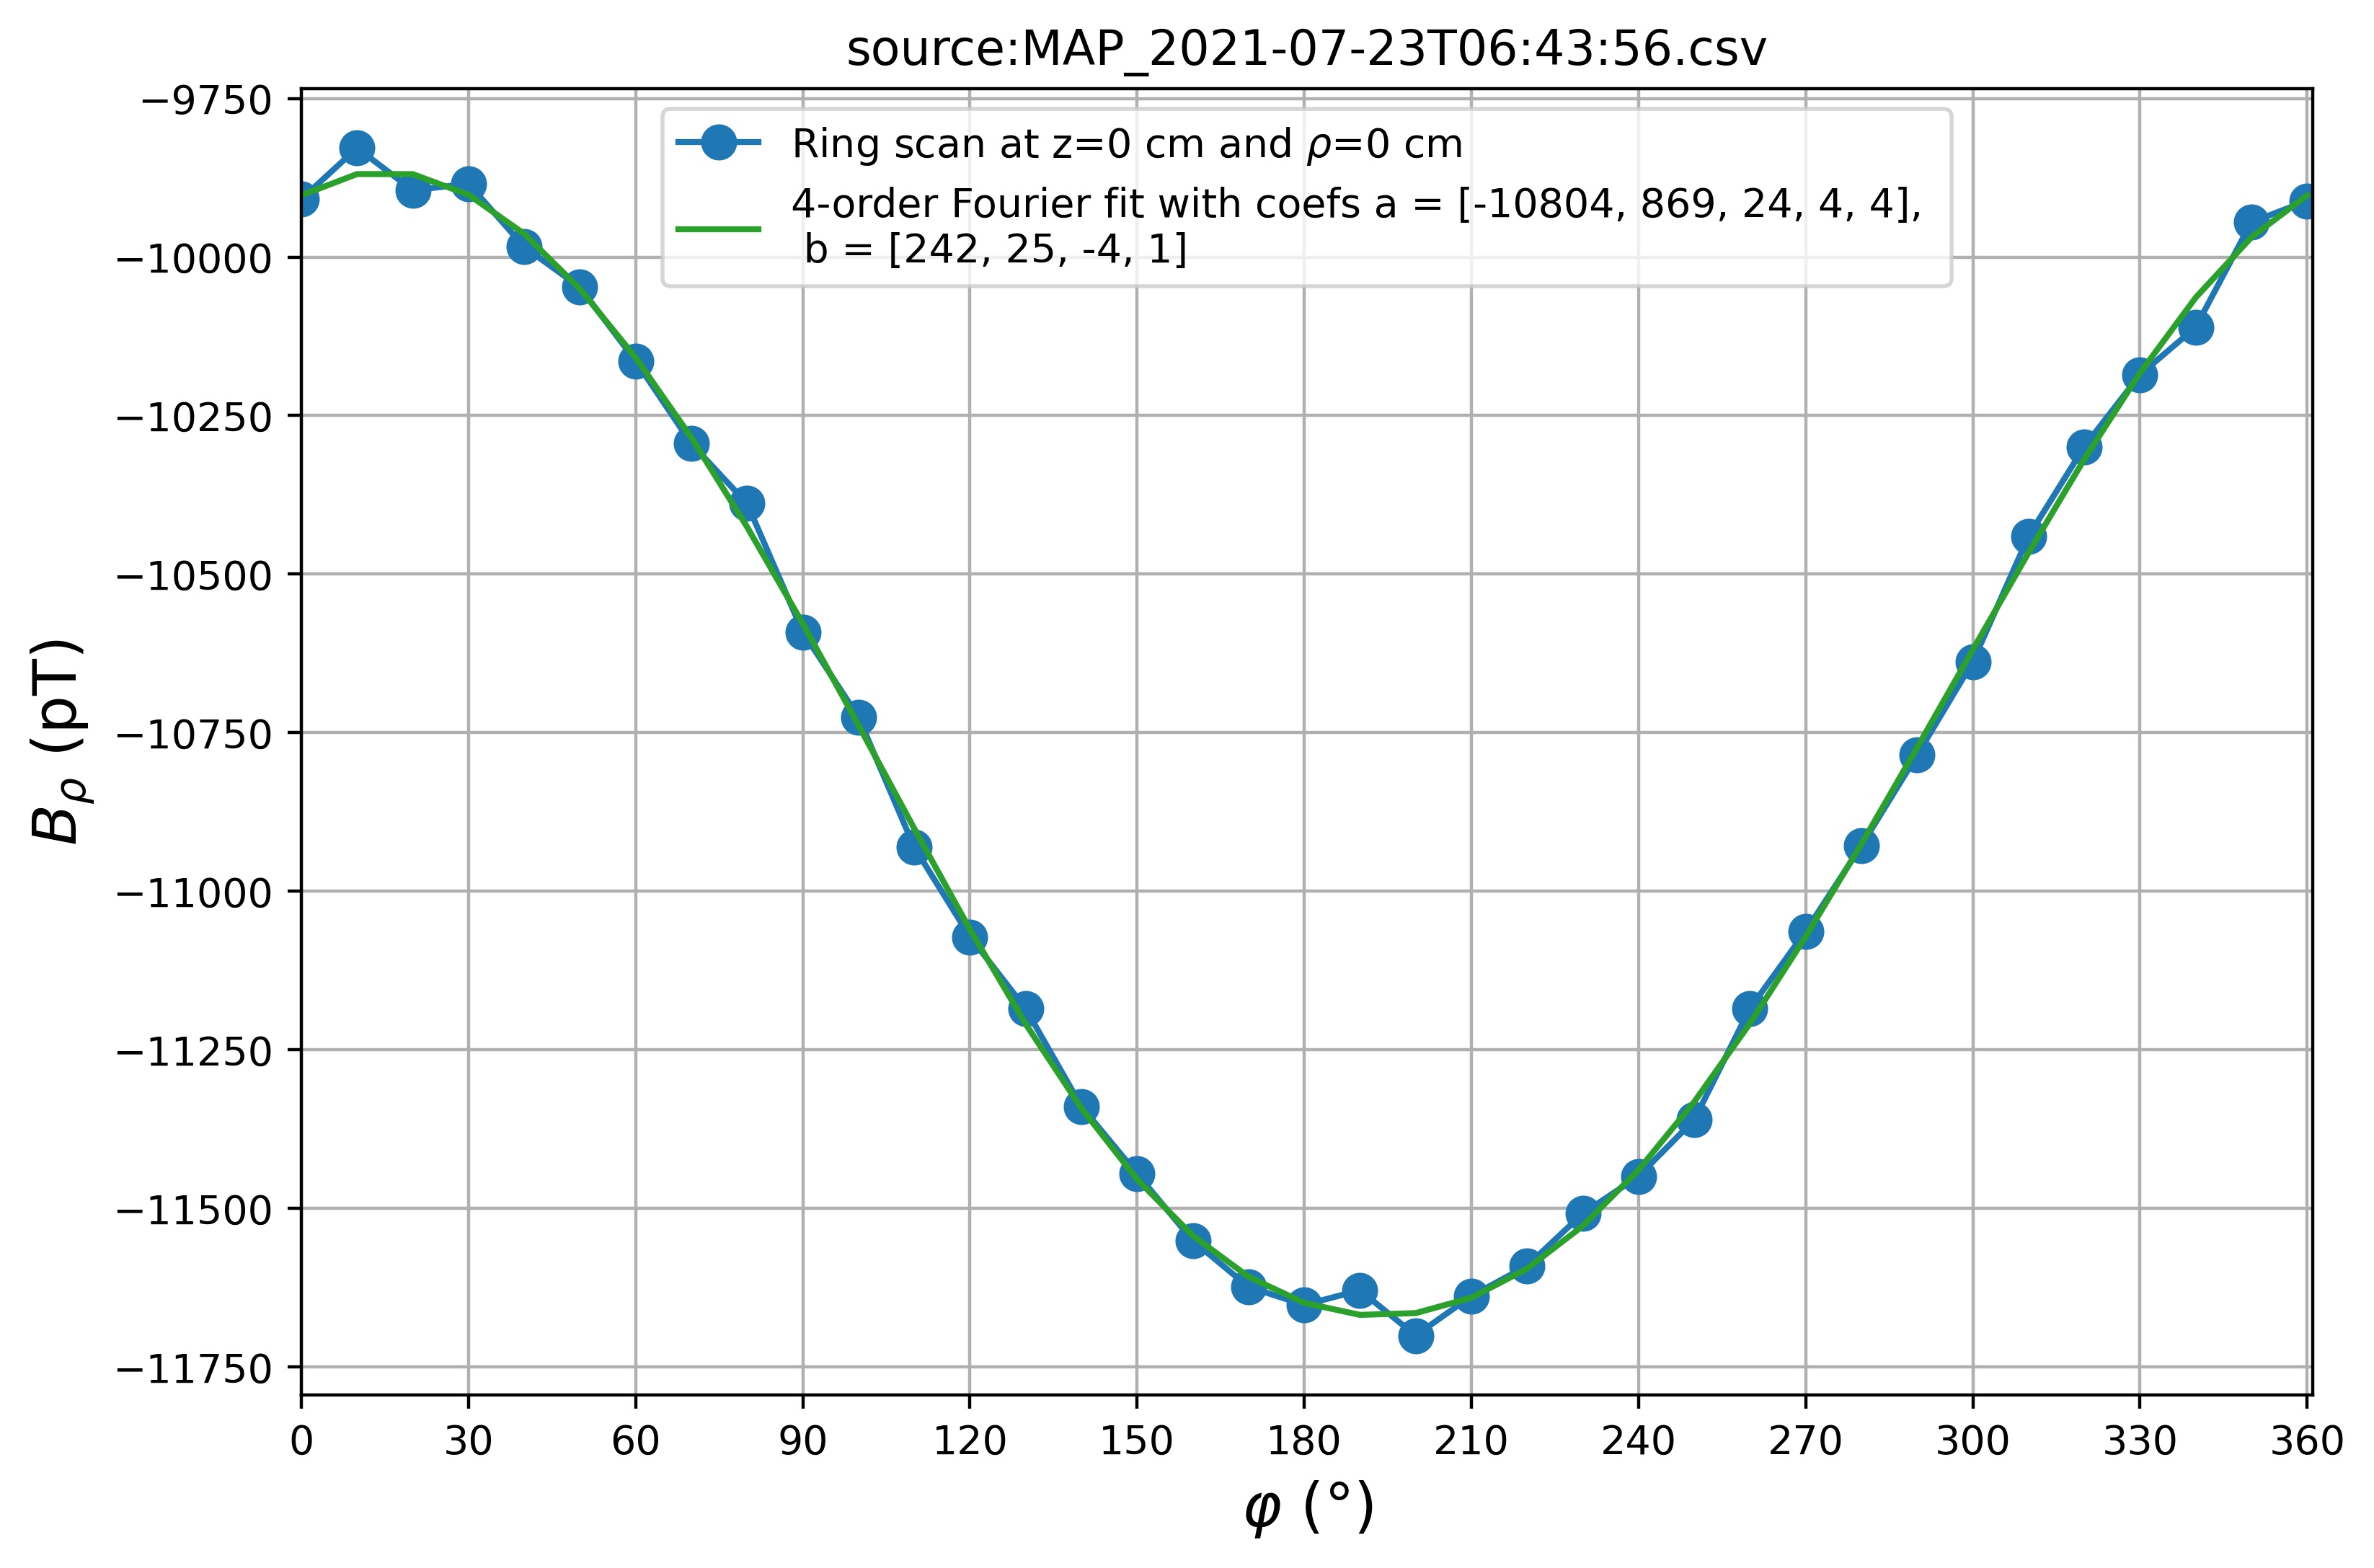 source:MAP_2021-07-23T06:43:56.csv
Ring scan at z=0 cm and ρ=0 cm
4-order Fourier fit with coefs a = [-10804, 869, 24, 4, 4],
b = [242, 25, -4, 1]
−9750
−10000
−10250
−10500
−10750
−11000
−11250
−11500
−11750
Bρ (pT)
0 30 60 90 120 150 180 210 240 270 300 330 360
φ (°)